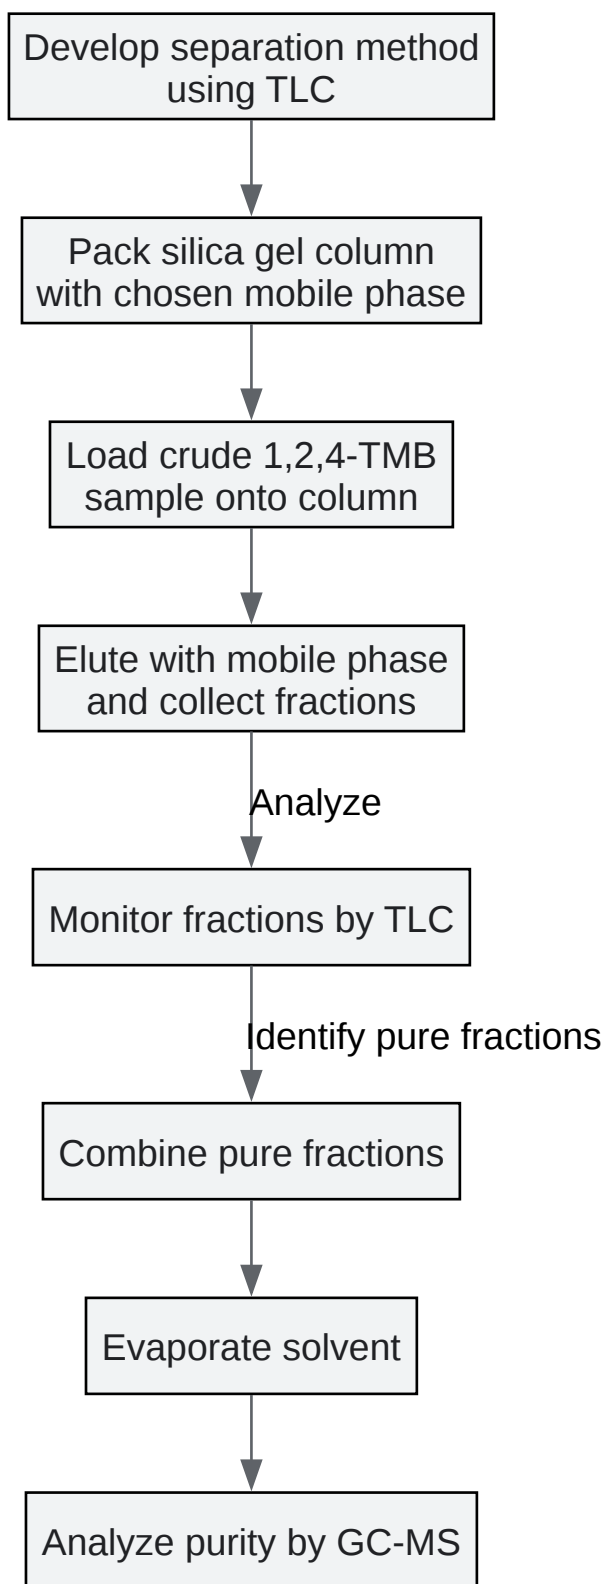 Develop separation method
using TLC
Pack silica gel column
with chosen mobile phase
Load crude 1,2,4-TMB
sample onto column
Elute with mobile phase
and collect fractions
Analyze
Monitor fractions by TLC
Identify pure fractions
Combine pure fractions
Evaporate solvent
Analyze purity by GC-MS